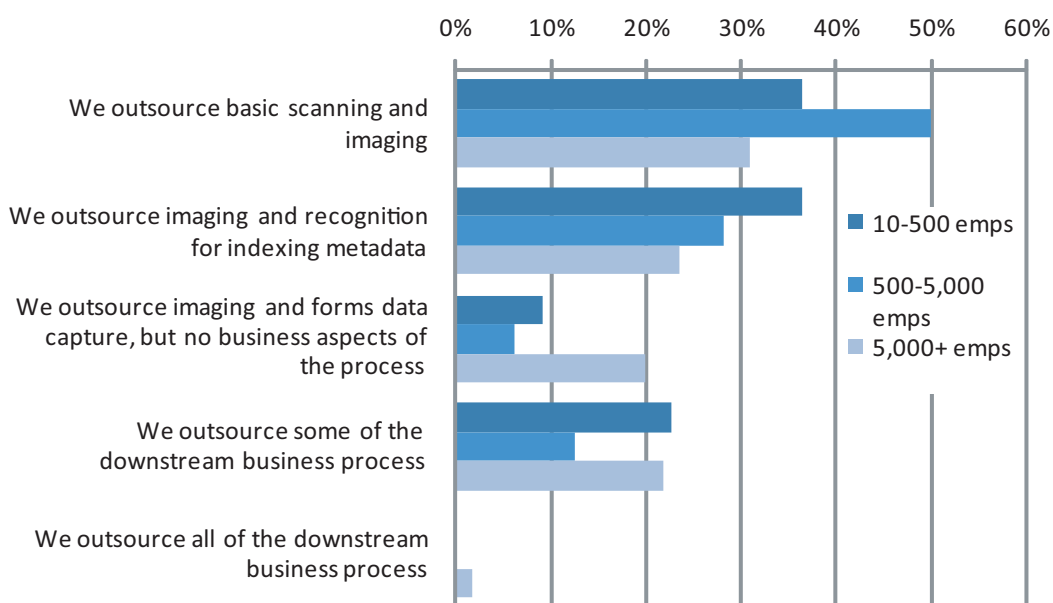 0% 10% 20% 30% 40% 50% 60%
We outsource basic scanning and
imaging
We outsource imaging and recognition
for indexing metadata
We outsource imaging and forms data
capture, but no business aspects of
the process
We outsource some of the
downstream business process
We outsource all of the downstream
business process
10-500 emps
500-5,000
emps
5,000+ emps